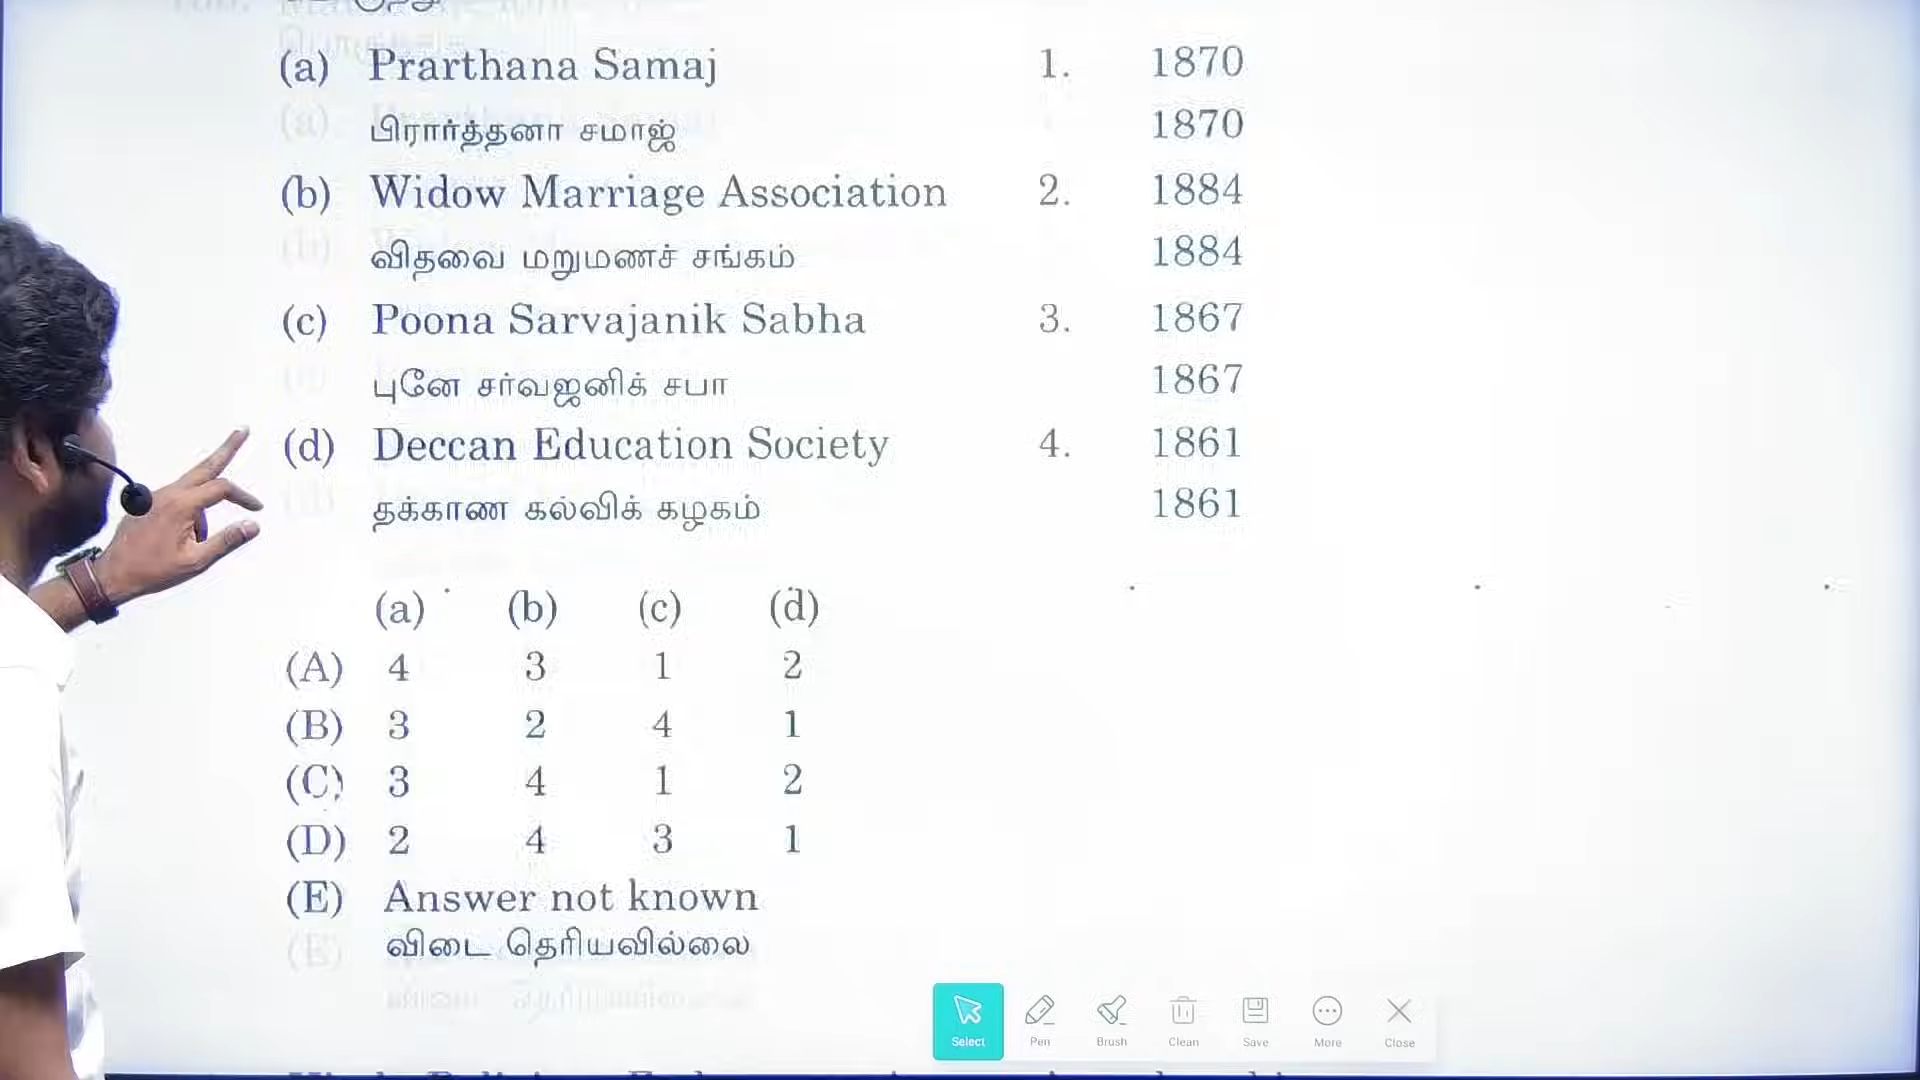 (a) Prarthana Samaj 1. 1870
பிரார்த்தனா சமாஜ் 1870
(b) Widow Marriage Association 2. 1884
விதவை மறுமணச் சங்கம் 1884
(c) Poona Sarvajanik Sabha 3. 1867
புனே சர்வஜனிக் சபா 1867
(d) Deccan Education Society 4. 1861
தக்காண கல்விக் கழகம் 1861
(a) (b) (c) (d)
(A) 4 3 1 2
(B) 3 2 4 1
(C) 3 4 1 2
(D) 2 4 3 1
(E) Answer not known
விடை தெரியவில்லை
Select Pen Brush Clean Save More Close